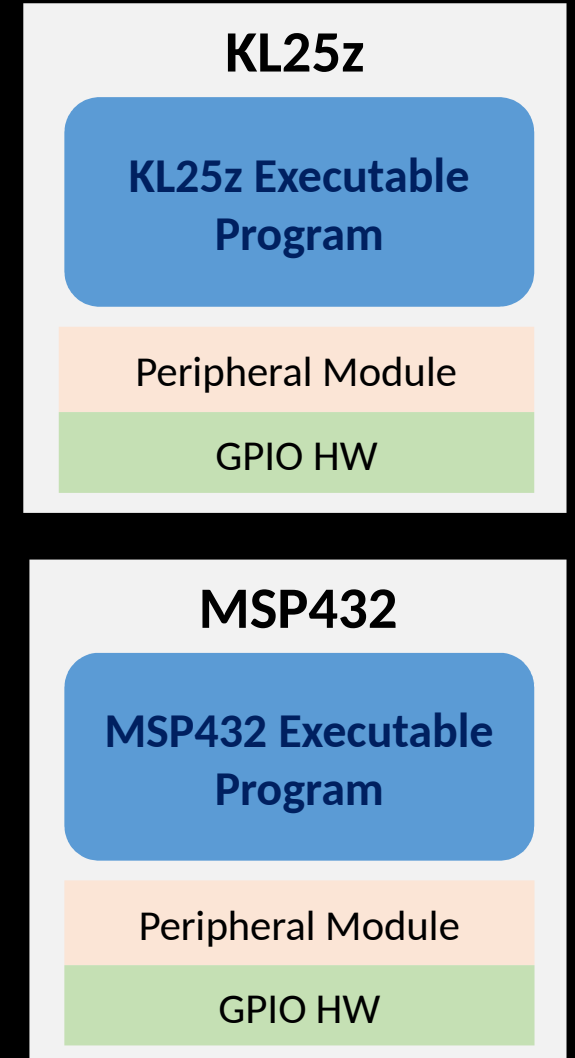 KL25z
KL25z Executable
Program
Peripheral Module
GPIO HW
MSP432
MSP432 Executable
Program
Peripheral Module
GPIO HW